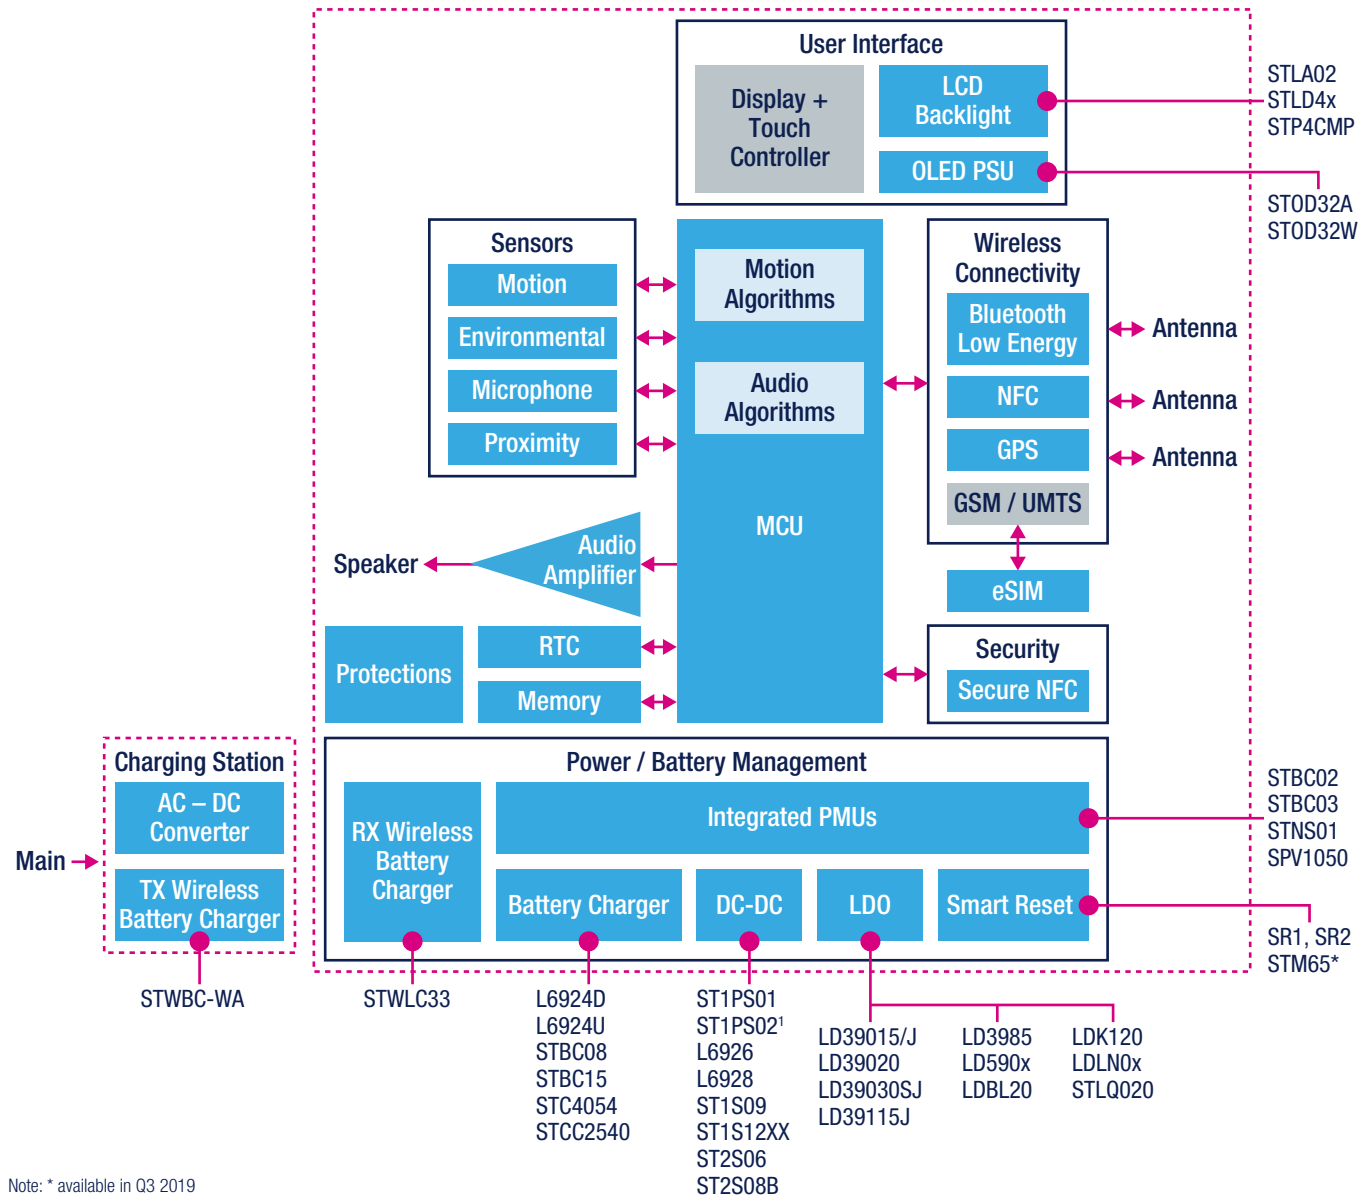 User Interface
Display +
Touch
Controller
LCD
Backlight
OLED PSU
STLA02
STLD4x
STP4CMP
STOD32A
STOD32W
Sensors
Motion
Environmental
Microphone
Proximity
Motion
Algorithms
Audio
Algorithms
MCU
Wireless
Connectivity
Bluetooth
Low Energy
NFC
GPS
GSM / UMTS
Antenna
Antenna
Antenna
eSIM
Speaker
Audio
Amplifier
Protections
RTC
Memory
Security
Secure NFC
Charging Station
AC – DC
Converter
TX Wireless
Battery Charger
Main
STWBC-WA
Power / Battery Management
RX Wireless
Battery
Charger
Integrated PMUs
Battery Charger
DC-DC
LDO
Smart Reset
STBC02
STBC03
STNS01
SPV1050
SR1, SR2
STM65*
STWLC33
L6924D
L6924U
STBC08
STBC15
STC4054
STCC2540
ST1PS01
ST1PS02¹
L6926
L6928
ST1S09
ST1S12XX
ST2S06
ST2S08B
LD39015/J
LD39020
LD39030SJ
LD39115J
LD3985
LD590x
LDBL20
LDK120
LDLN0x
STLQ020
Note: * available in Q3 2019